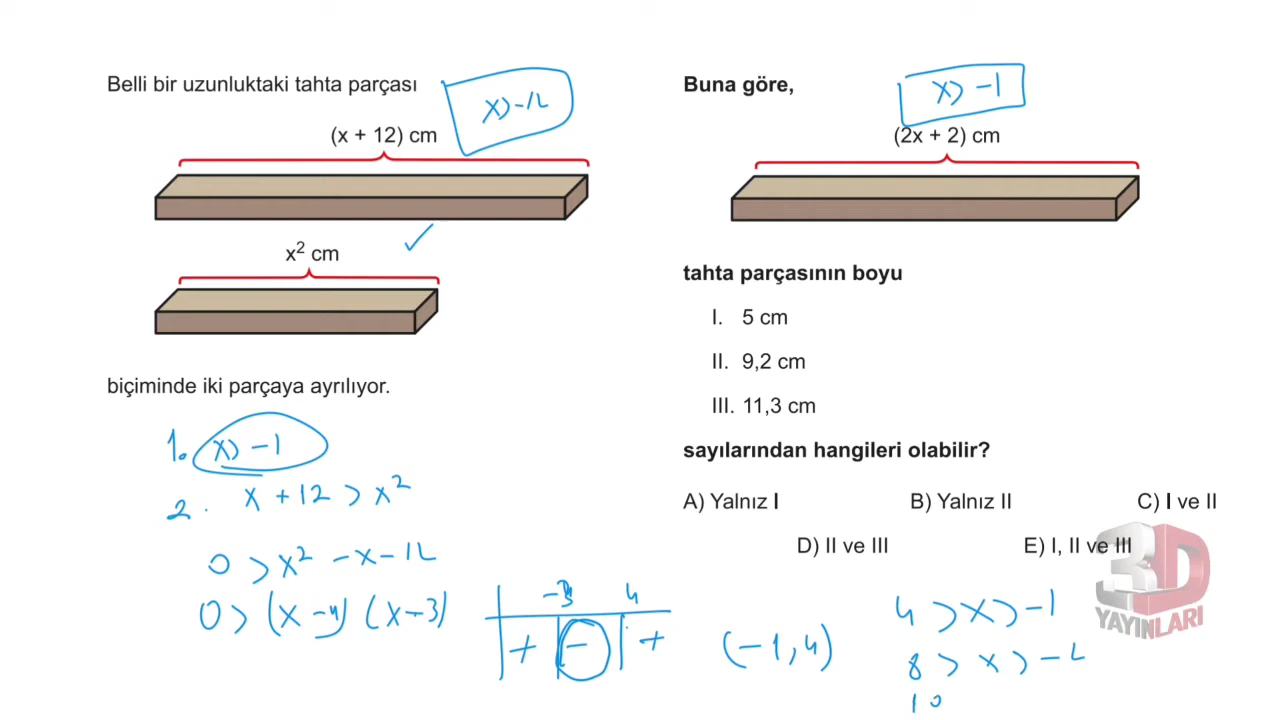 Belli bir uzunluktaki tahta parçası
x>-12
(x + 12) cm
x² cm
biçiminde iki parçaya ayrılıyor.
1. x>-1
2. x+12>x²
0>x²-x-12
0>(x-4)(x-3)
-3 4
+ - +
(-1,4)
Buna göre,
x>-1
(2x + 2) cm
tahta parçasının boyu
I. 5 cm
II. 9,2 cm
III. 11,3 cm
sayılarından hangileri olabilir?
A) Yalnız I B) Yalnız II C) I ve II
D) II ve III E) I, II ve III
4>x>-1
8>x>-2
10
3D
YAYINLARI